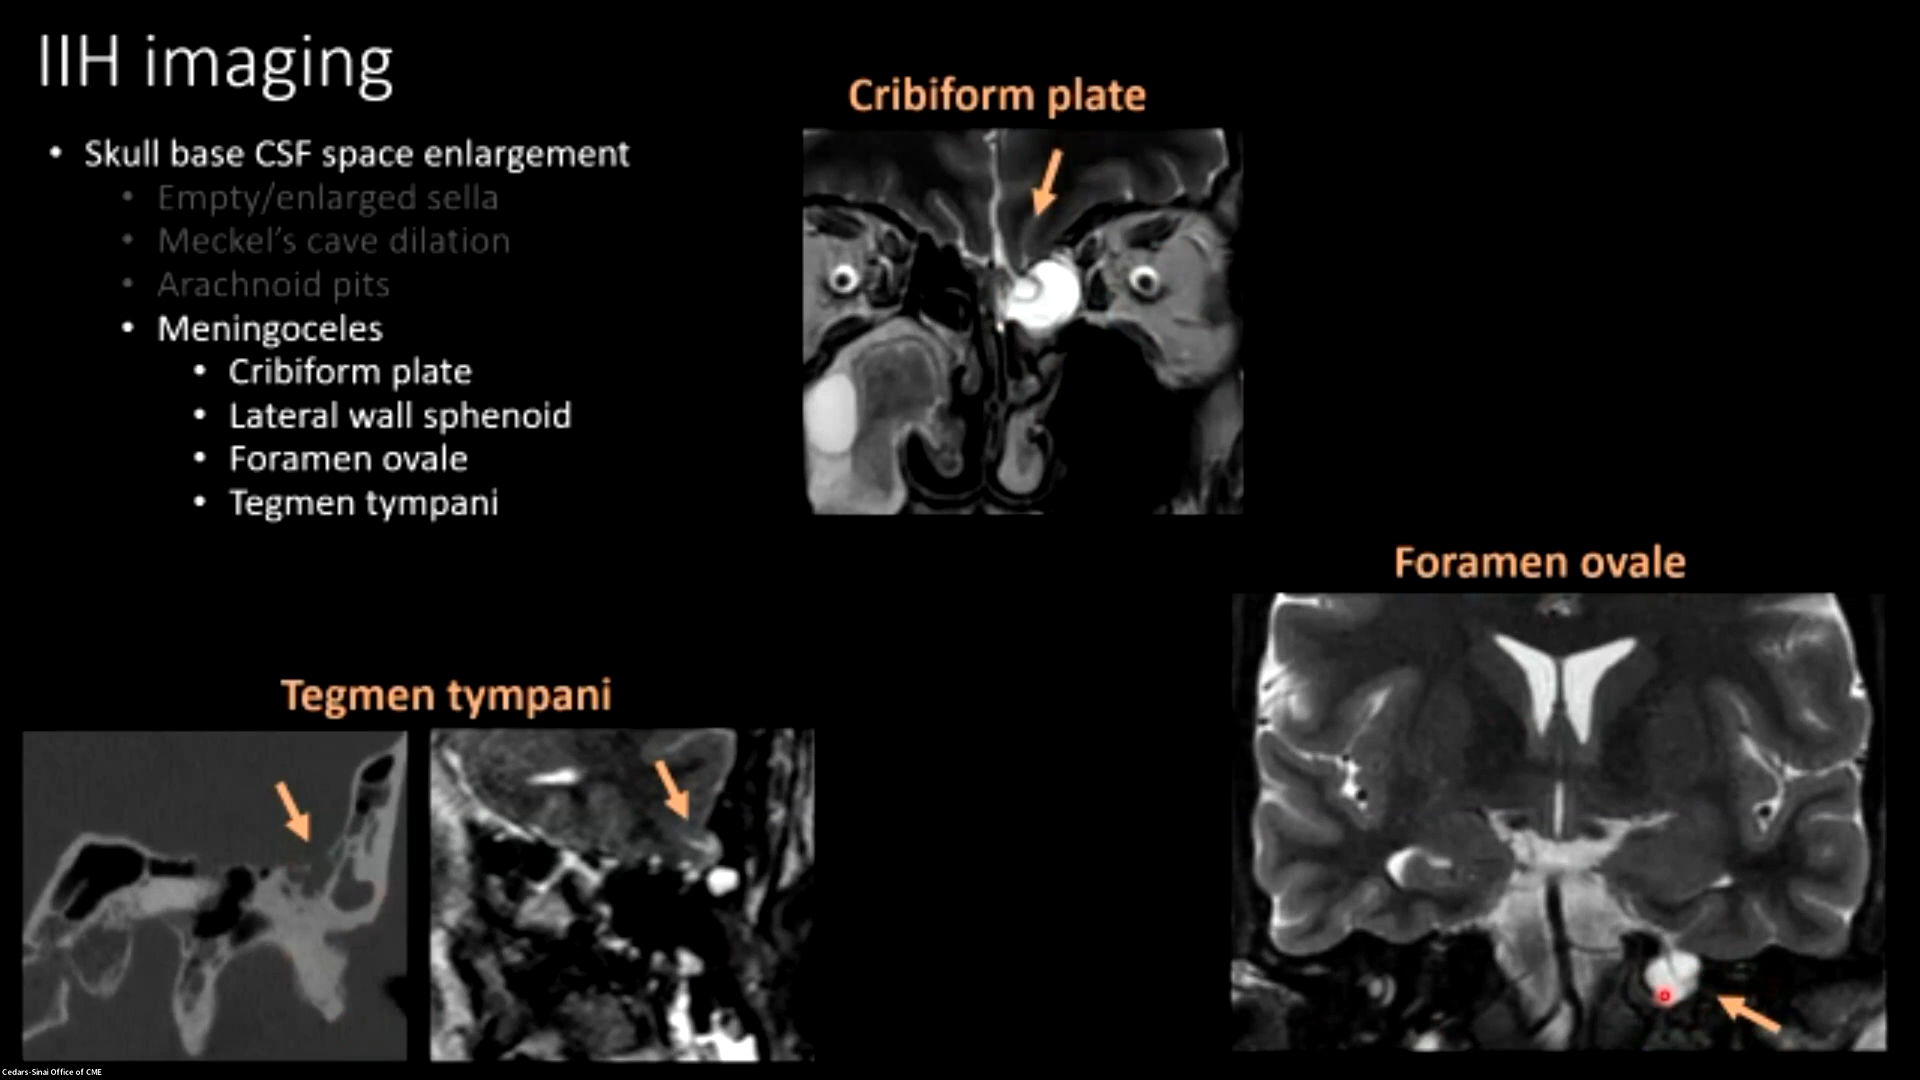 IIH imaging
• Skull base CSF space enlargement
• Empty/enlarged sella
• Meckel's cave dilation
• Arachnoid pits
• Meningoceles
• Cribiform plate
• Lateral wall sphenoid
• Foramen ovale
• Tegmen tympani
Cribiform plate
Foramen ovale
Tegmen tympani
Cedars-Sinai Office of CME